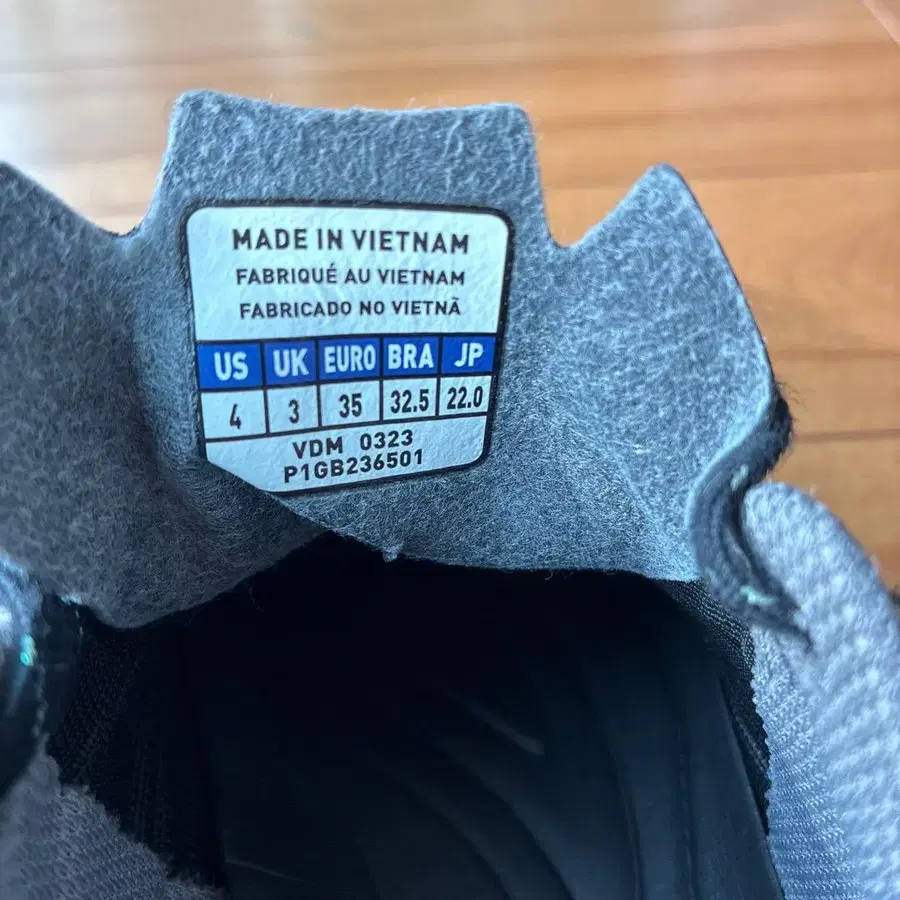 MADE IN VIETNAM
FABRIQUÉ AU VIETNAM
FABRICADO NO VIETNÃ
US UK EURO BRA JP
4 3 35 32.5 22.0
VDM 0323
P1GB236501